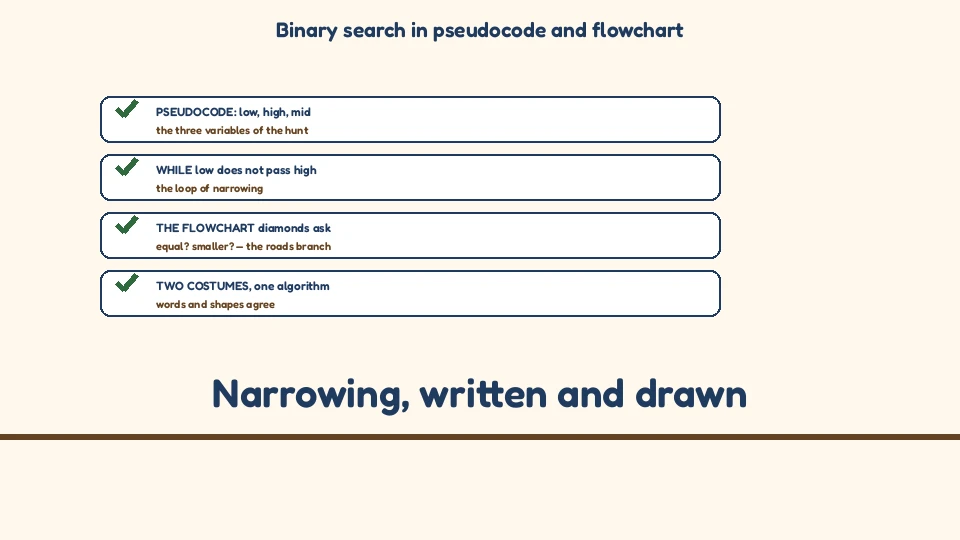 Binary search in pseudocode and flowchart
PSEUDOCODE: low, high, mid
the three variables of the hunt
WHILE low does not pass high
the loop of narrowing
THE FLOWCHART diamonds ask
equal? smaller? — the roads branch
TWO COSTUMES, one algorithm
words and shapes agree
Narrowing, written and drawn